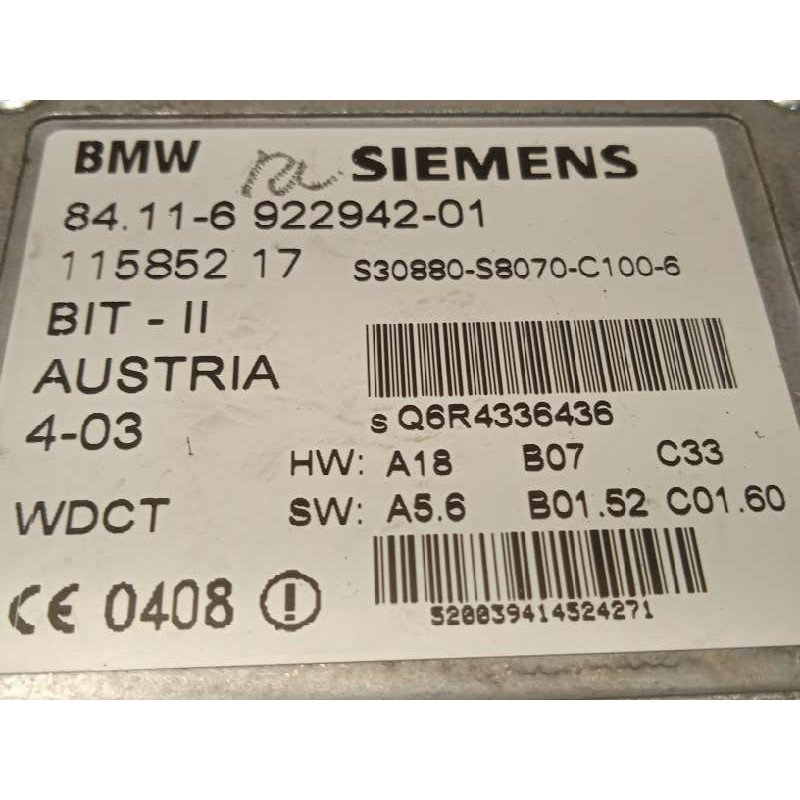 BMW SIEMENS
84.11-6 922942-01
115852 17 S30880-S8070-C100-6
BIT - II
AUSTRIA
4-03
s Q6R4336436
HW: A18 B07 C33
WDCT SW: A5.6 B01.52 C01.60
CE 0408
520039414524271